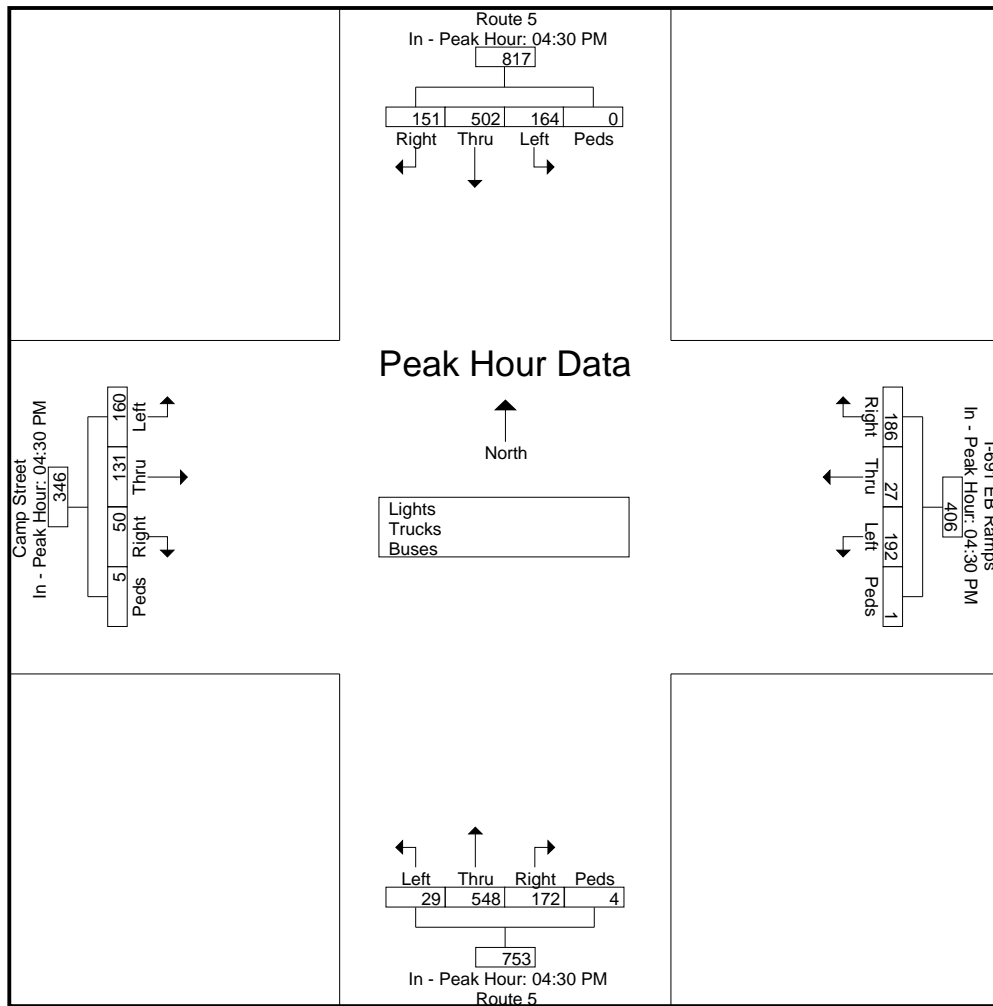 Route 5
In - Peak Hour: 04:30 PM
817
151 502 164 0
Right Thru Left Peds
Peak Hour Data
North
Lights
Trucks
Buses
Camp Street
In - Peak Hour: 04:30 PM
346
160 131 50 5
Left Thru Right Peds
I-691 EB Ramps
In - Peak Hour: 04:30 PM
406
186 27 192 1
Right Thru Left Peds
Left Thru Right Peds
29 548 172 4
753
In - Peak Hour: 04:30 PM
Route 5